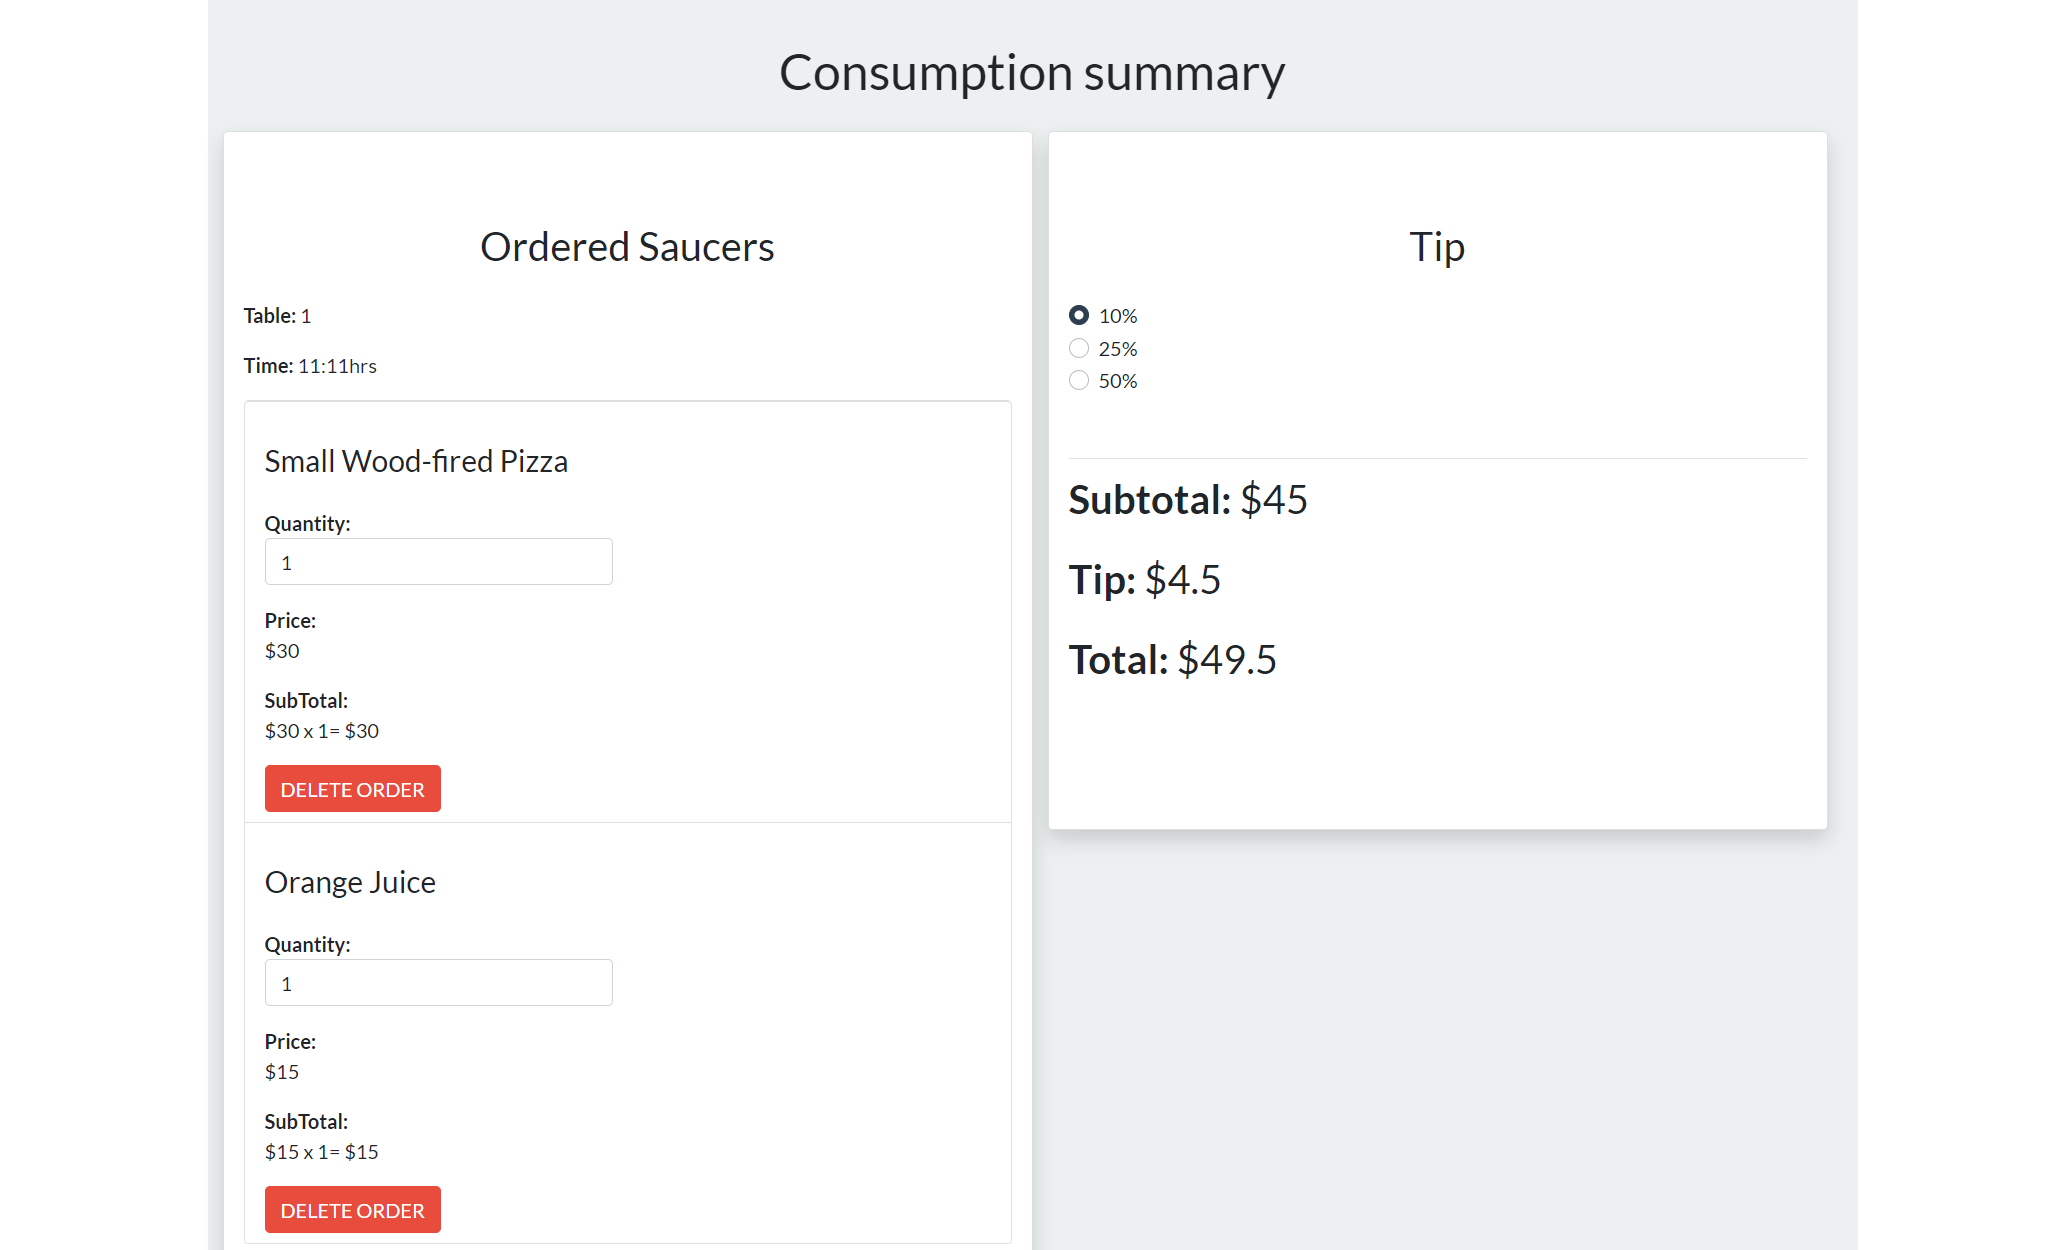 Consumption summary
Ordered Saucers
Table: 1
Time: 11:11hrs
Small Wood-fired Pizza
Quantity:
1
Price:
$30
SubTotal:
$30 x 1= $30
DELETE ORDER
Orange Juice
Quantity:
1
Price:
$15
SubTotal:
$15 x 1= $15
DELETE ORDER
Tip
10%
25%
50%
Subtotal: $45
Tip: $4.5
Total: $49.5